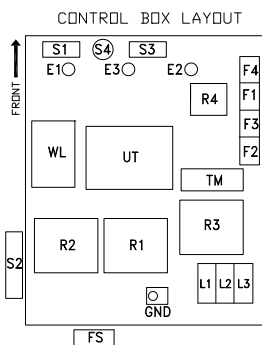 CONTROL BOX LAYOUT
FRONT
S1 S4 S3
E1 E3 E2
F4
R4 F1
F3
WL UT F2
TM
R3
R2 R1
S2
L1 L2 L3
GND
FS